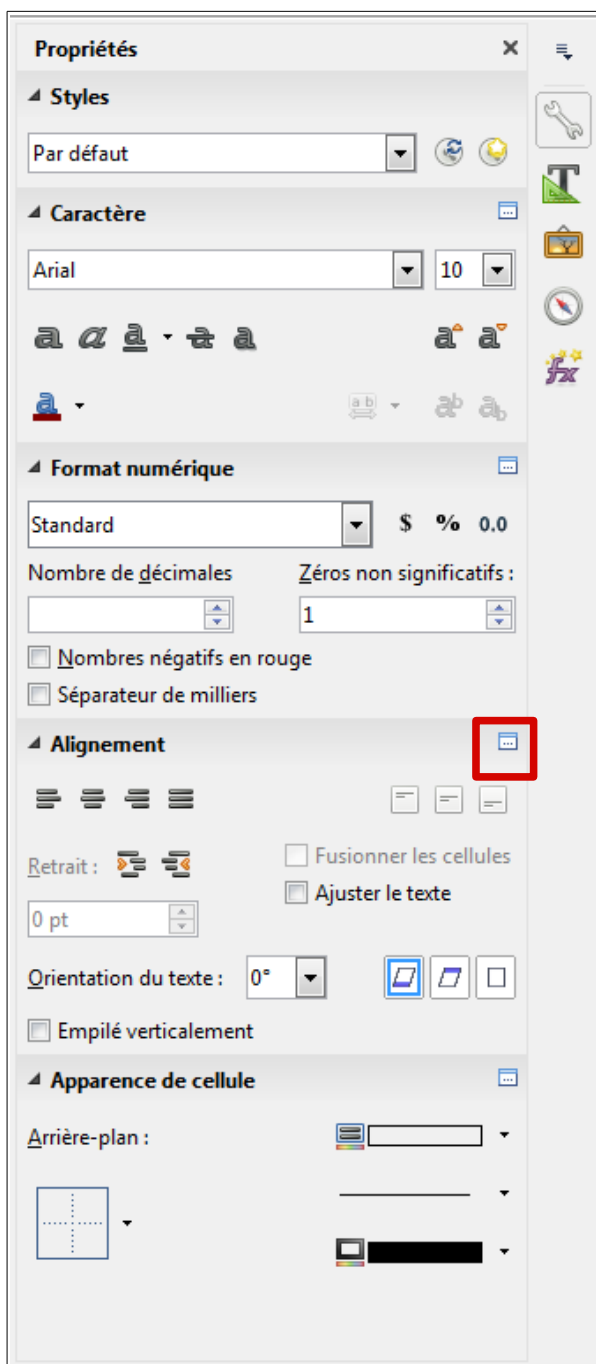 Propriétés
Styles
Par défaut
Caractère
Arial 10
a a a a a a a
a a b ab ab
Format numérique
Standard $ % 0.0
Nombre de décimales Zéros non significatifs :
1
Nombres négatifs en rouge
Séparateur de milliers
Alignement
Retrait : Fusionner les cellules
Ajuster le texte
0 pt
Orientation du texte : 0°
Empilé verticalement
Apparence de cellule
Arrière-plan :